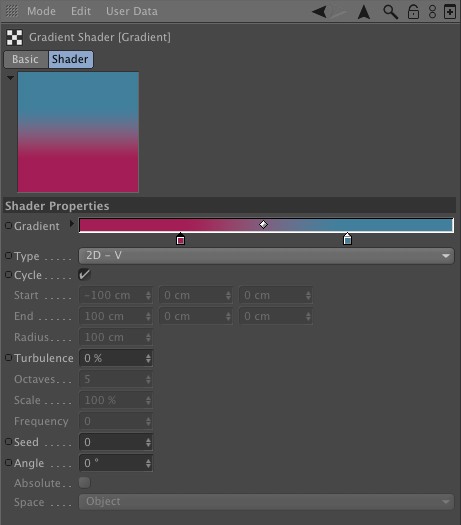 Mode Edit User Data
Gradient Shader [Gradient]
Basic Shader
Shader Properties
Gradient
Type ..... 2D - V
Cycle .....
Start ..... -100 cm 0 cm 0 cm
End ..... 100 cm 0 cm 0 cm
Radius.... 100 cm
Turbulence 0 %
Octaves... 5
Scale ..... 100 %
Frequency 0
Seed ..... 0
Angle .... 0 °
Absolute..
Space .... Object